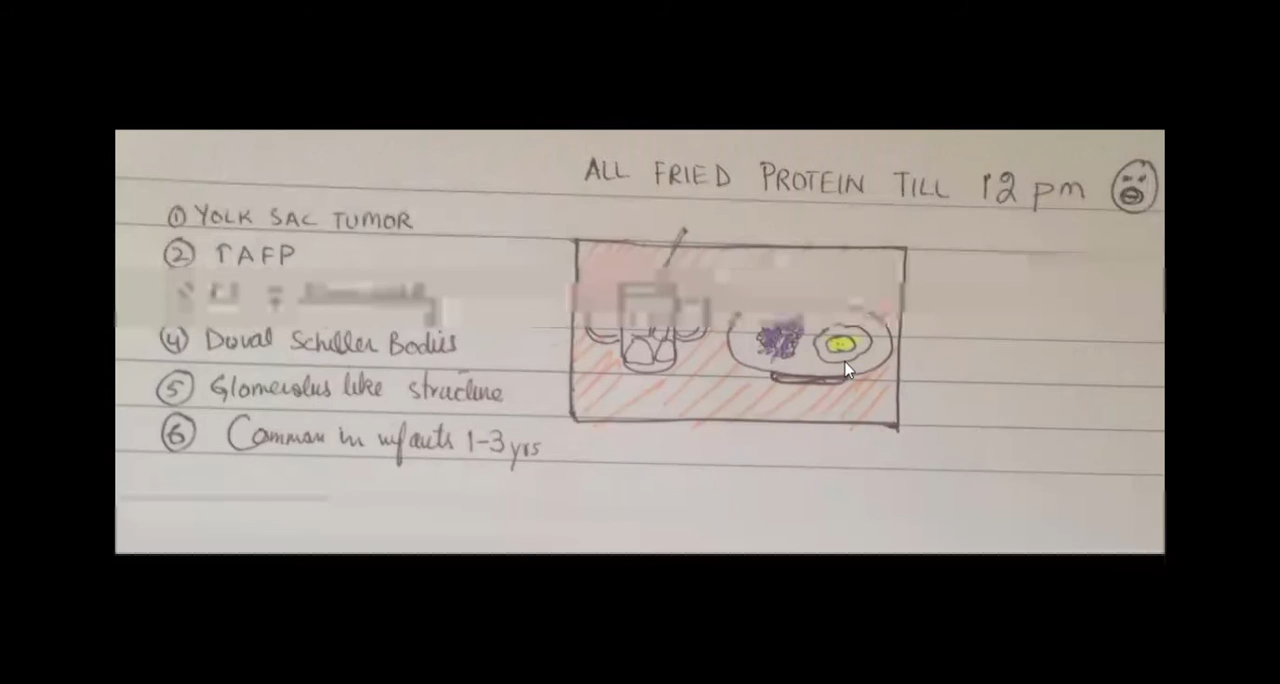 ALL FRIED PROTEIN TILL 12 pm
① YOLK SAC TUMOR
② ↑AFP
④ Duval Schiller Bodies
⑤ Glomerolus like structure
⑥ Common in infants 1-3 yrs